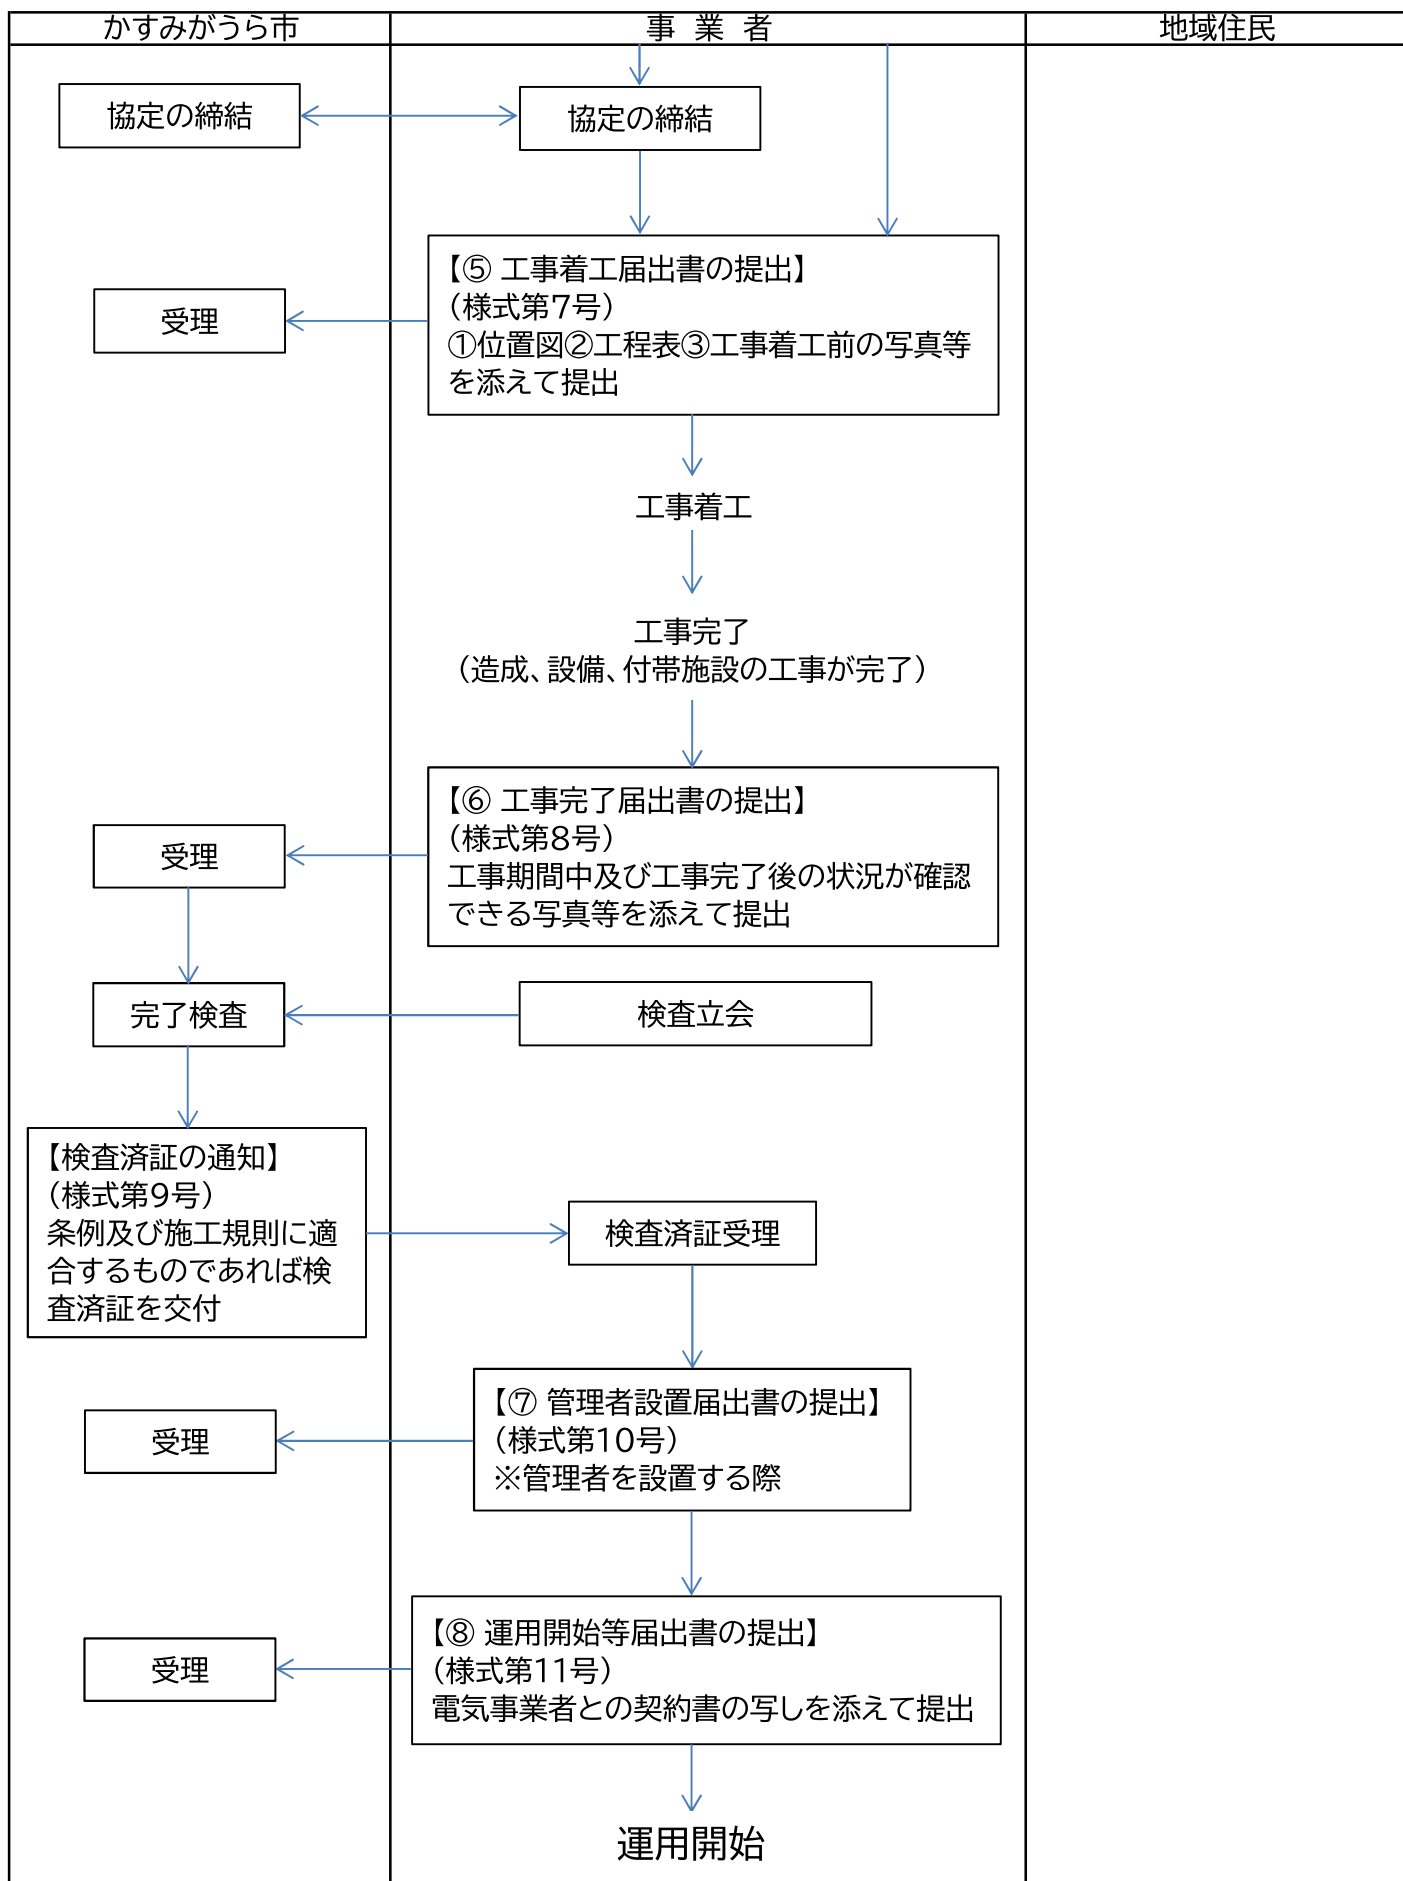 かすみがうら市
事 業 者
地域住民
協定の締結
協定の締結
【⑤ 工事着工届出書の提出】
（様式第7号）
①位置図②工程表③工事着工前の写真等
を添えて提出
受理
工事着工
工事完了
（造成、設備、付帯施設の工事が完了）
【⑥ 工事完了届出書の提出】
（様式第8号）
工事期間中及び工事完了後の状況が確認
できる写真等を添えて提出
受理
完了検査
検査立会
【検査済証の通知】
（様式第9号）
条例及び施工規則に適
合するものであれば検
査済証を交付
検査済証受理
【⑦ 管理者設置届出書の提出】
（様式第10号）
※管理者を設置する際
受理
【⑧ 運用開始等届出書の提出】
（様式第11号）
電気事業者との契約書の写しを添えて提出
受理
運用開始